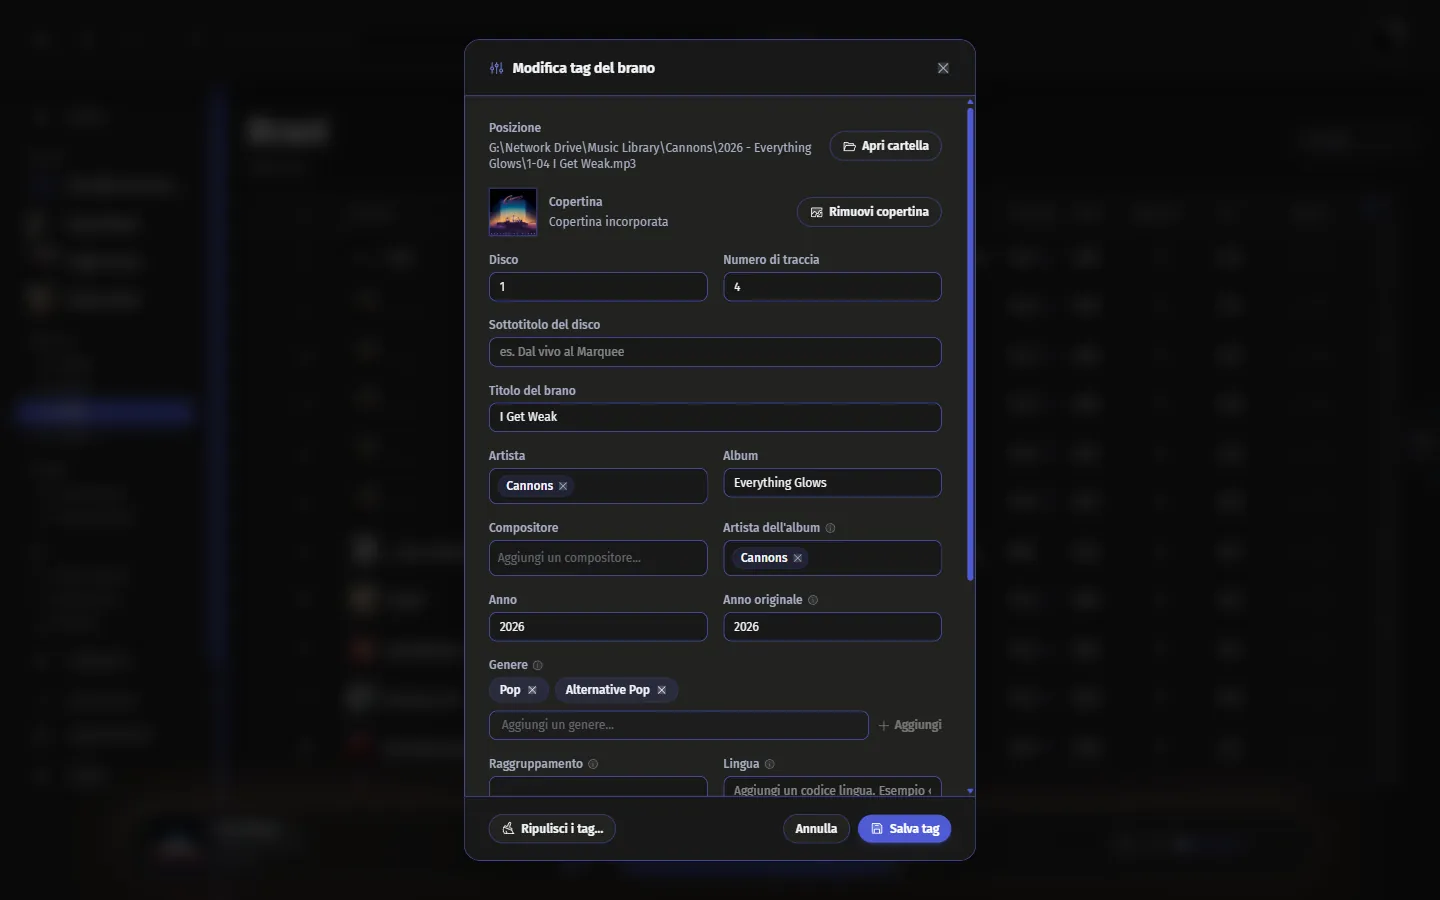 Modifica tag del brano
Posizione
G:\Network Drive\Music Library\Cannons\2026 - Everything
Glows\1-04 I Get Weak.mp3
Apri cartella
Copertina
Copertina incorporata
Rimuovi copertina
Disco
Numero di traccia
1
4
Sottotitolo del disco
es. Dal vivo al Marquee
Titolo del brano
I Get Weak
Artista
Album
Cannons
Everything Glows
Compositore
Artista dell'album
Aggiungi un compositore...
Cannons
Anno
Anno originale
2026
2026
Genere
Pop
Alternative Pop
Aggiungi un genere...
Aggiungi
Raggruppamento
Lingua
Aggiungi un codice lingua. Esempio
Ripulisci i tag...
Annulla
Salva tag